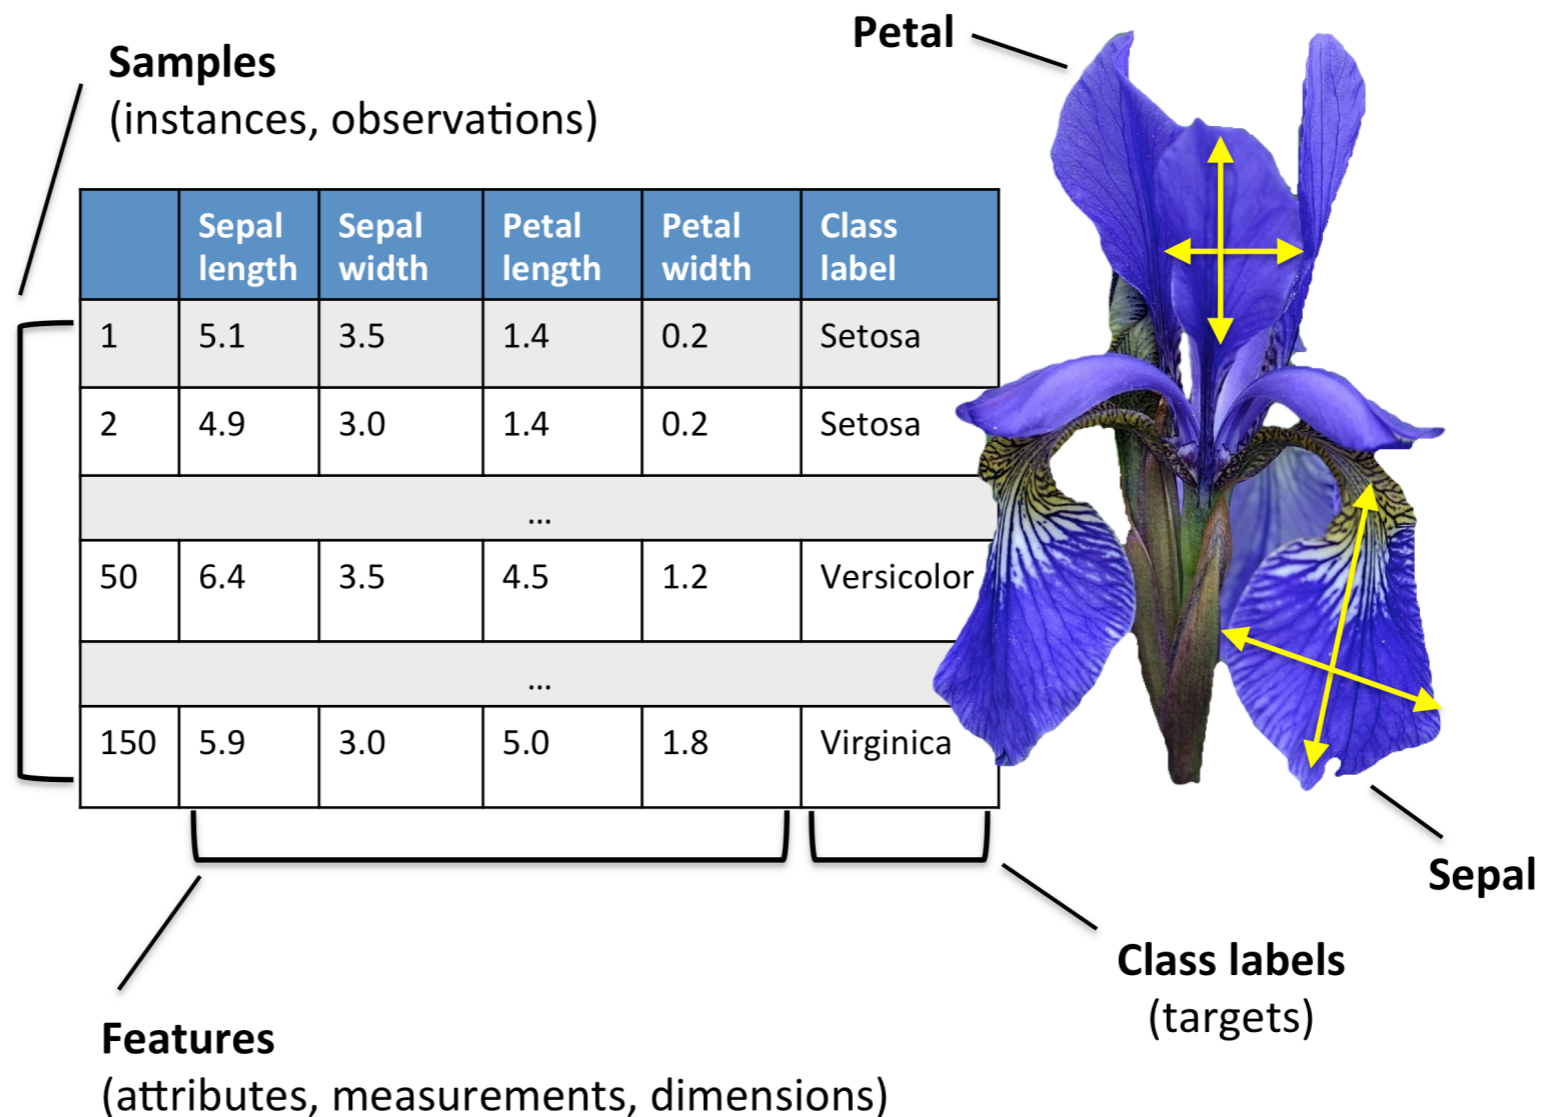 Petal
Samples
(instances, observations)
Sepal length Sepal width Petal length Petal width Class label
1 5.1 3.5 1.4 0.2 Setosa
2 4.9 3.0 1.4 0.2 Setosa
...
50 6.4 3.5 4.5 1.2 Versicolor
...
150 5.9 3.0 5.0 1.8 Virginica
Sepal
Class labels
(targets)
Features
(attributes, measurements, dimensions)